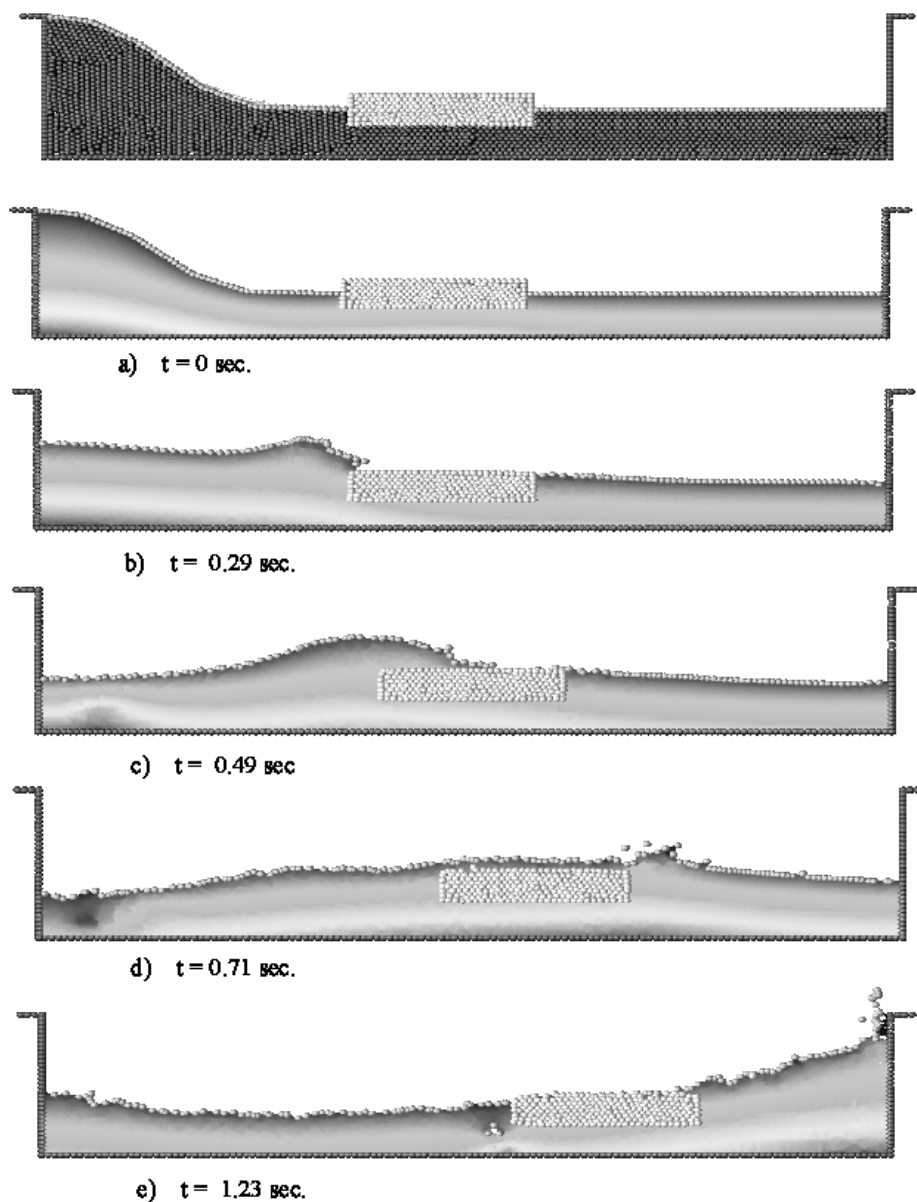 a) t = 0 sec.
b) t = 0.29 sec.
c) t = 0.49 sec
d) t = 0.71 sec.
e) t = 1.23 sec.